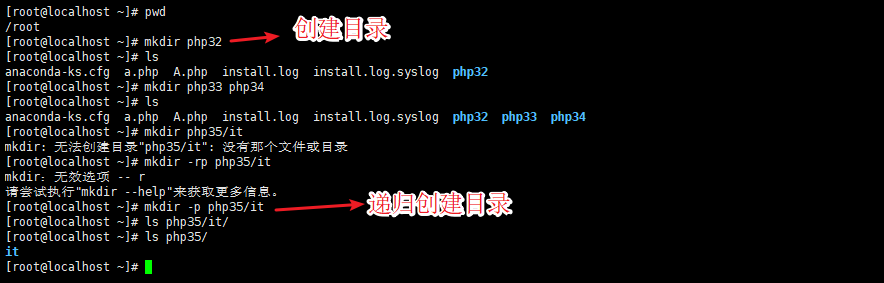 [root@localhost ~]# pwd
/root
创建目录
[root@localhost ~]# mkdir php32
[root@localhost ~]# ls
anaconda-ks.cfg  a.php  A.php  install.log  install.log.syslog  php32
[root@localhost ~]# mkdir php33 php34
[root@localhost ~]# ls
anaconda-ks.cfg  a.php  A.php  install.log  install.log.syslog  php32  php33  php34
[root@localhost ~]# mkdir php35/it
mkdir: 无法创建目录"php35/it": 没有那个文件或目录
[root@localhost ~]# mkdir -rp php35/it
mkdir：无效选项 -- r
请尝试执行"mkdir --help"来获取更多信息。
[root@localhost ~]# mkdir -p php35/it
递归创建目录
[root@localhost ~]# ls php35/it/
[root@localhost ~]# ls php35/
it
[root@localhost ~]#